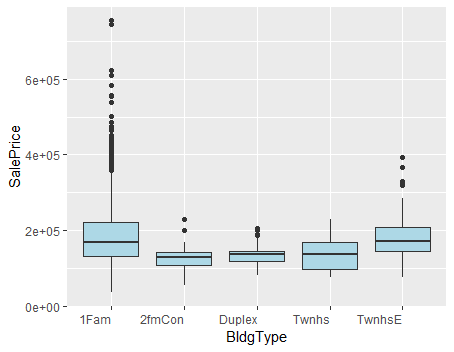 SalePrice
6e+05
4e+05
2e+05
0e+00
1Fam 2fmCon Duplex Twnhs TwnhsE
BldgType